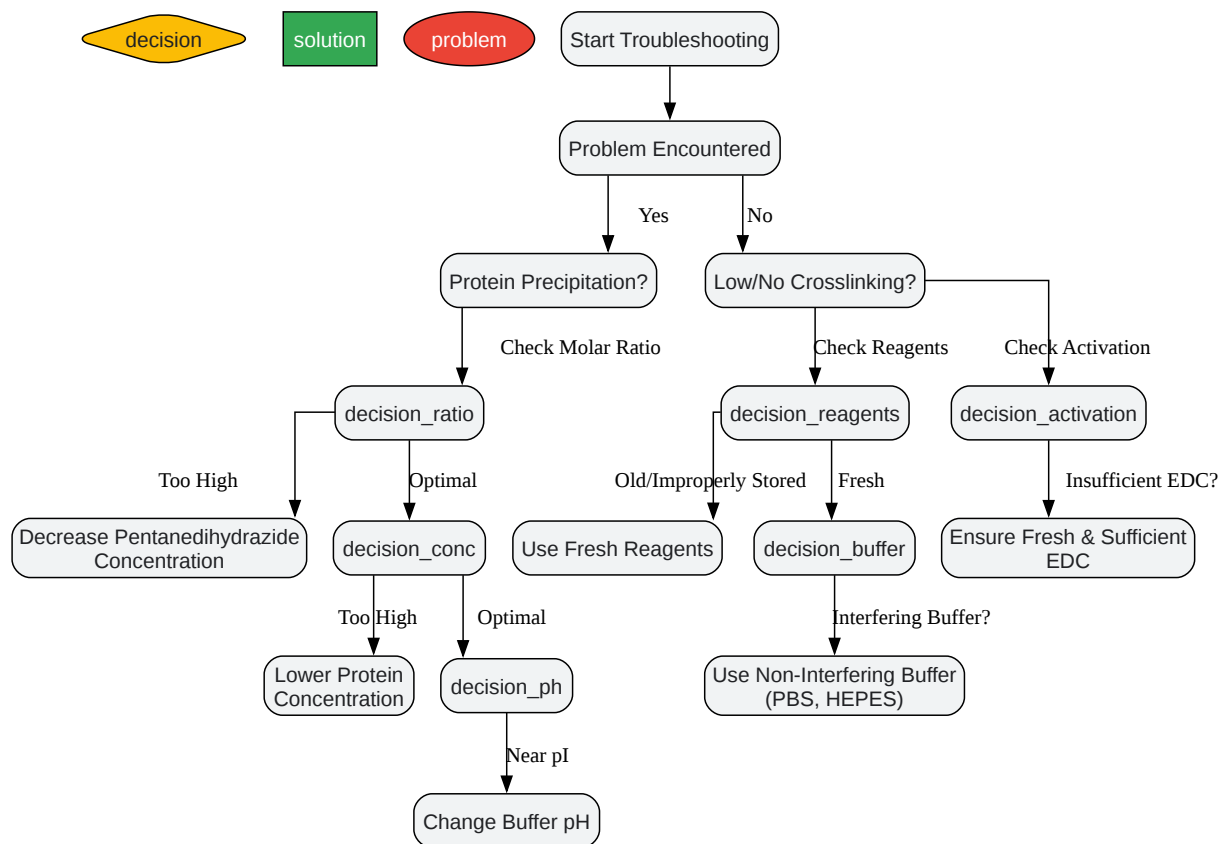 decision
solution
problem
Start Troubleshooting
Problem Encountered
Yes
No
Protein Precipitation?
Low/No Crosslinking?
Check Molar Ratio
Check Reagents
Check Activation
decision_ratio
decision_reagents
decision_activation
Too High
Optimal
Old/Improperly Stored
Fresh
Insufficient EDC?
Decrease Pentanedihydrazide
Concentration
decision_conc
Use Fresh Reagents
decision_buffer
Ensure Fresh & Sufficient
EDC
Too High
Optimal
Interfering Buffer?
Lower Protein
Concentration
decision_ph
Use Non-Interfering Buffer
(PBS, HEPES)
Near pI
Change Buffer pH